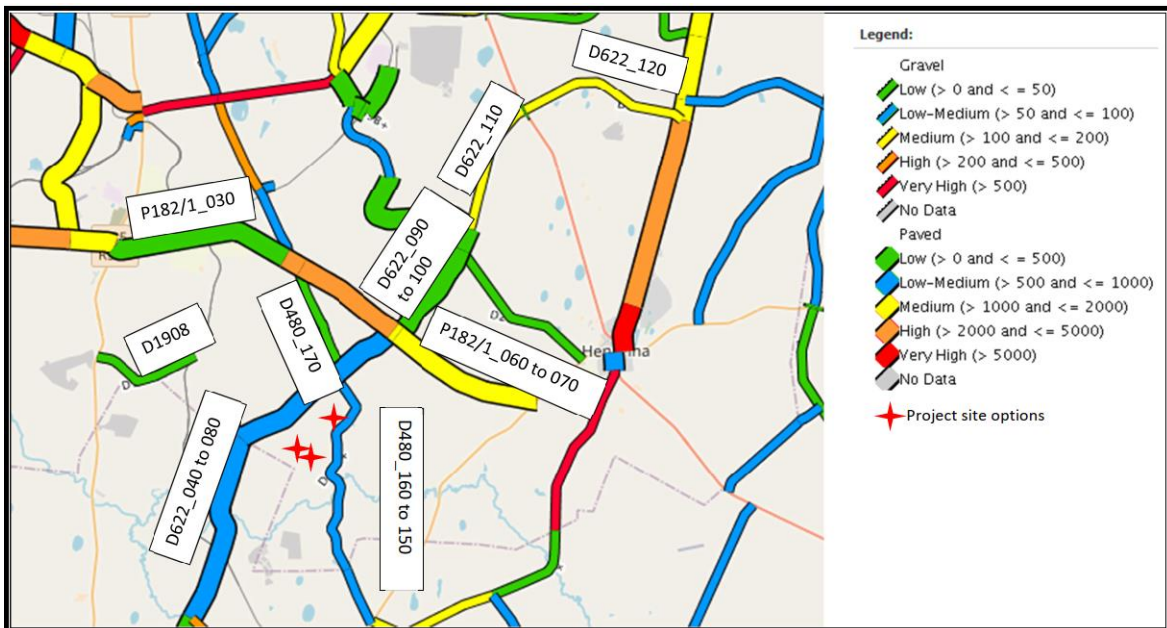 D622_120
D622_110
P182/1_030
D622_090
to 100
D480_170
P182/1_060 to 070
D1908
D622_040 to 080
D480_160 to 150
Legend:
Gravel
Low (> 0 and < = 50)
Low-Medium (> 50 and <= 100)
Medium (> 100 and <= 200)
High (> 200 and <= 500)
Very High (> 500)
No Data
Paved
Low (> 0 and <= 500)
Low-Medium (> 500 and <= 1000)
Medium (> 1000 and <= 2000)
High (> 2000 and <= 5000)
Very High (> 5000)
No Data
Project site options